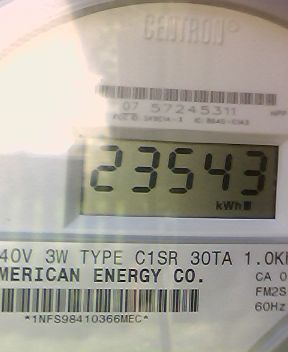 CENTRON®
07 57245311
23543
kWh
40V 3W TYPE C1SR 30TA 1.0K
MERICAN ENERGY CO.
CA 0
FM2S
60Hz
*1NFS98410366MEC*